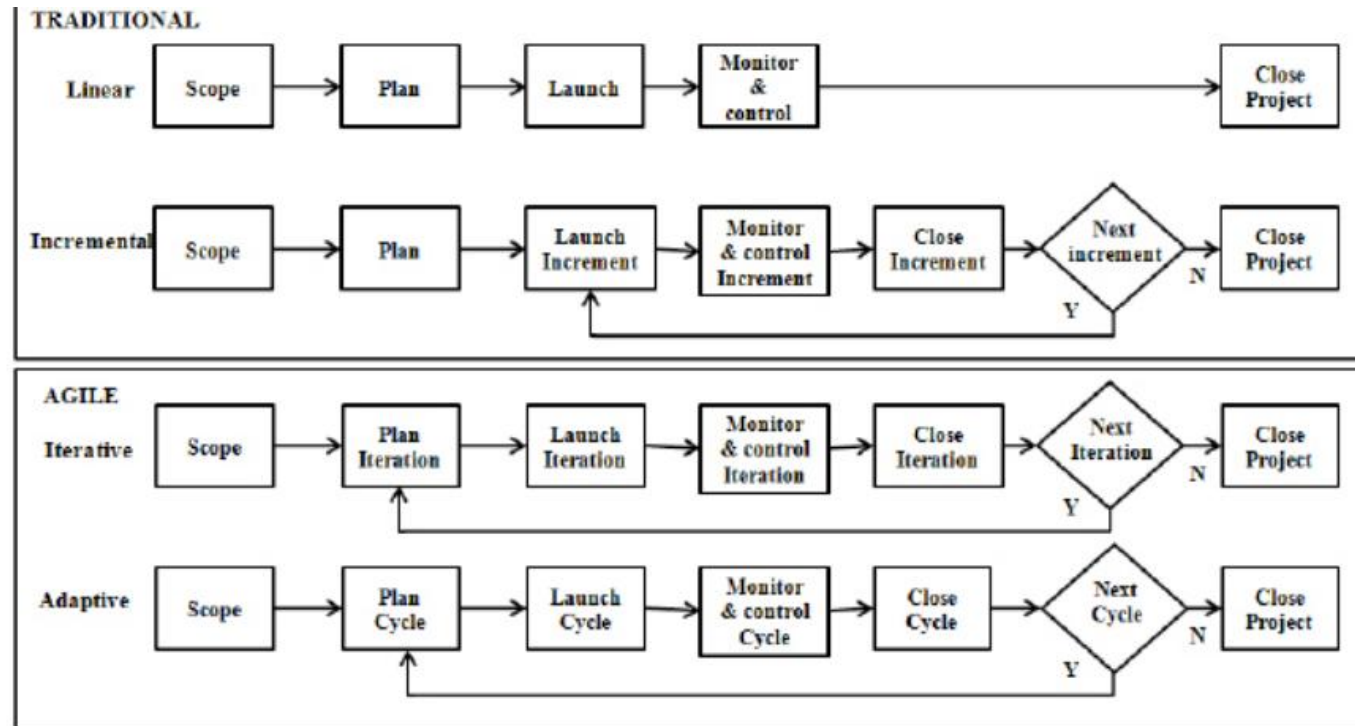 TRADITIONAL
Linear
Scope
Plan
Launch
Monitor
&
control
Close
Project
Incremental
Scope
Plan
Launch
Increment
Monitor
& control
Increment
Close
Increment
Next
increment
Y
N
Close
Project
AGILE
Iterative
Scope
Plan
Iteration
Launch
Iteration
Monitor
& control
Iteration
Close
Iteration
Next
Iteration
Y
N
Close
Project
Adaptive
Scope
Plan
Cycle
Launch
Cycle
Monitor
& control
Cycle
Close
Cycle
Next
Cycle
Y
N
Close
Project